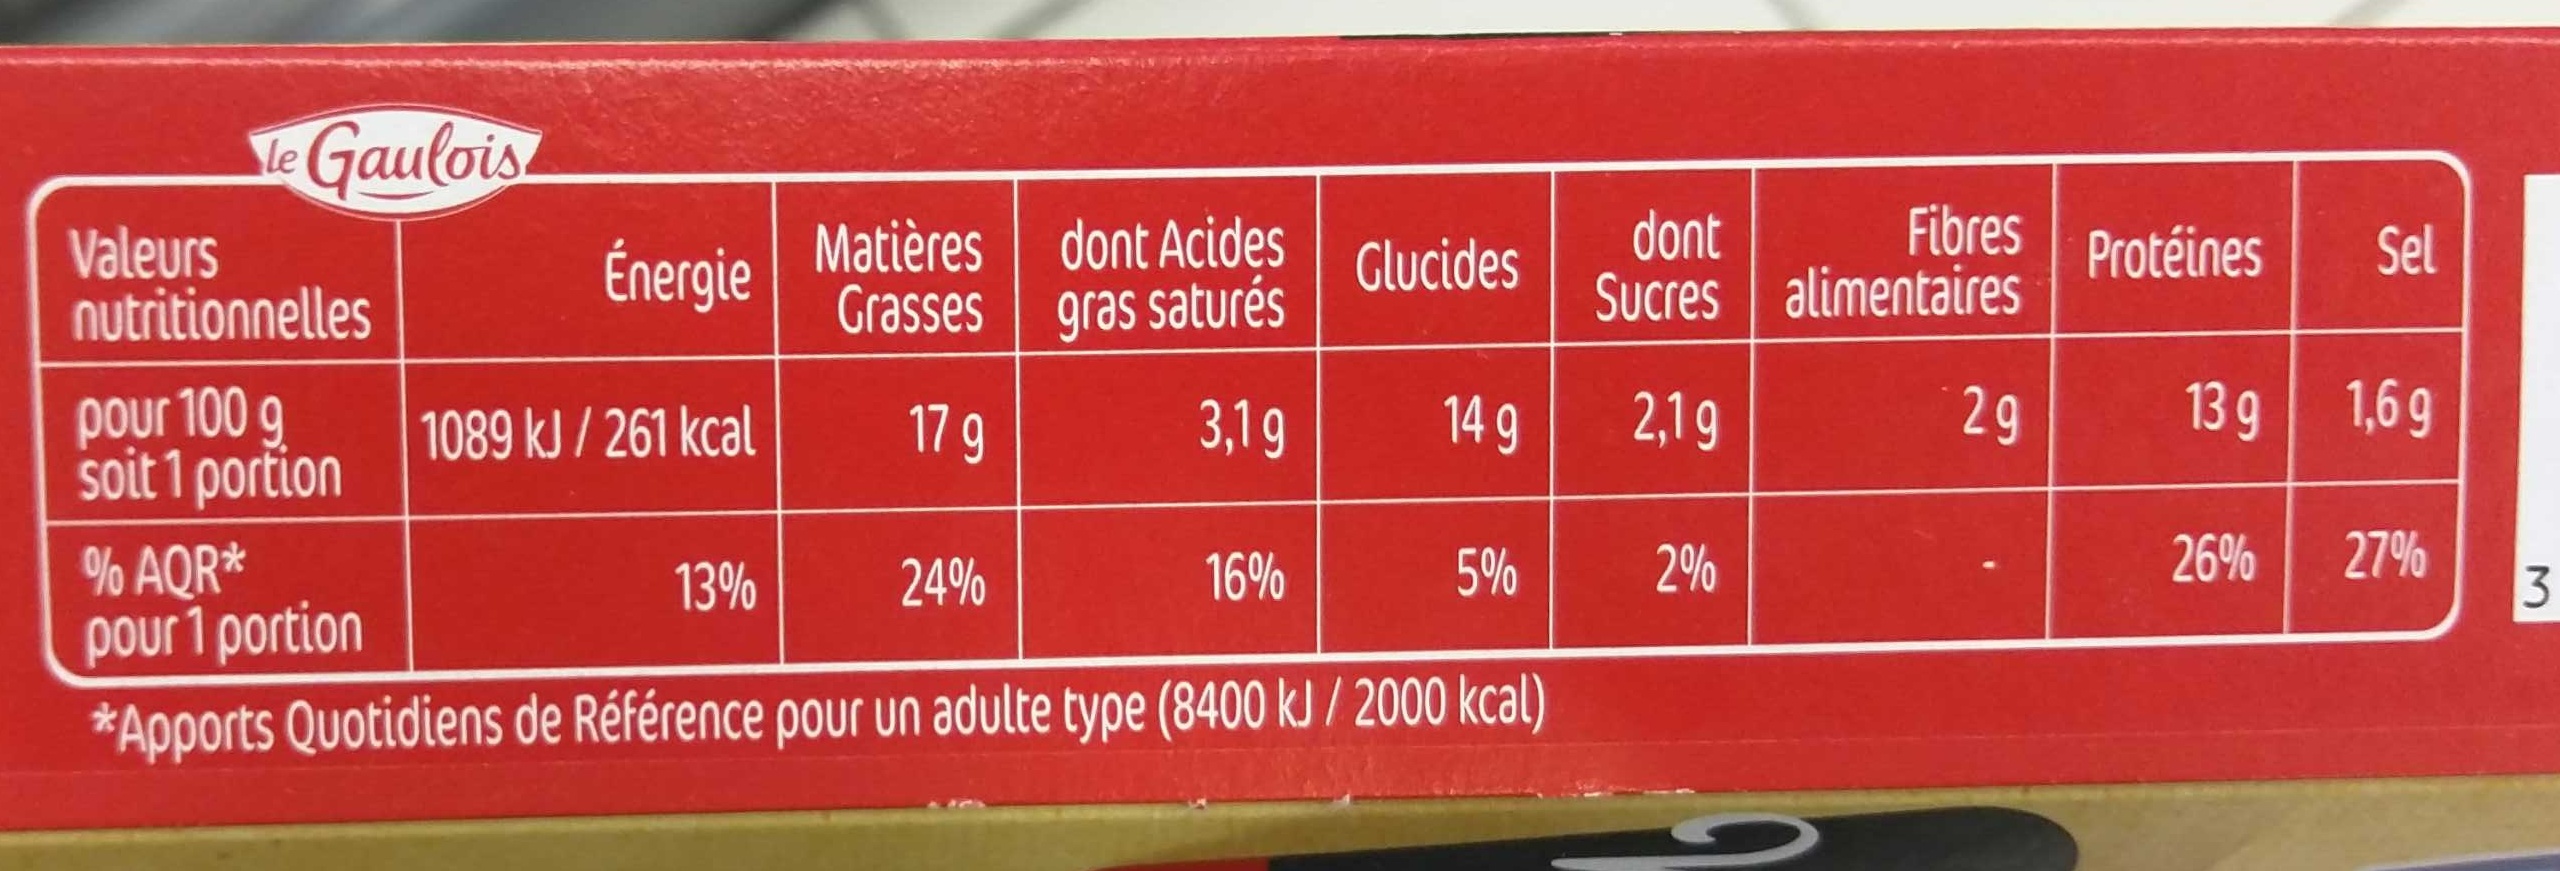 le Gaulois
Valeurs nutritionnelles Énergie Matières Grasses dont Acides gras saturés Glucides dont Sucres Fibres alimentaires Protéines Sel
pour 100 g soit 1 portion 1089 kJ / 261 kcal 17 g 3,1 g 14 g 2,1 g 2 g 13 g 1,6 g
% AQR* pour 1 portion 13% 24% 16% 5% 2% - 26% 27%
*Apports Quotidiens de Référence pour un adulte type (8400 kJ / 2000 kcal)
3